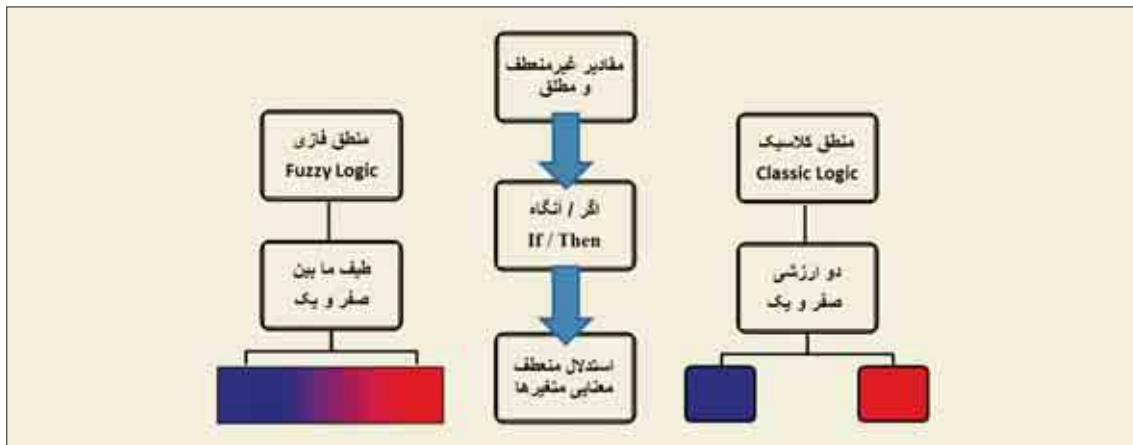 مقادیر غیرمنعطف
و مطلق
منطق کلاسیک
Classic Logic
منطق فازی
Fuzzy Logic
اگر / آنگاه
If / Then
دو ارزشی
صفر و یک
طیف ما بین
صفر و یک
استدلال منعطف
معنایی متغیرها